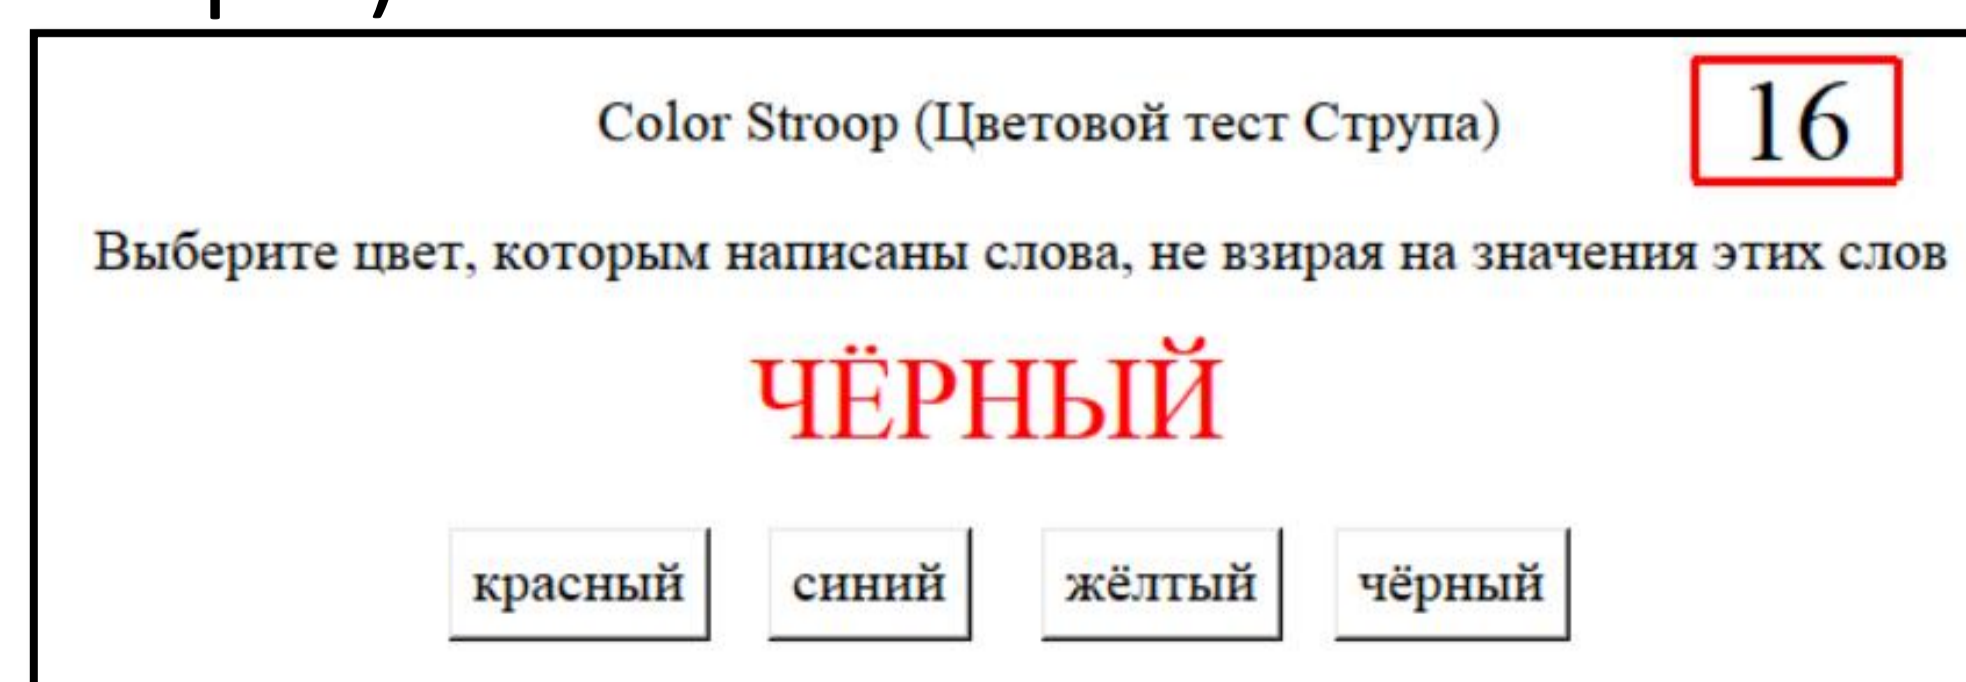 Color Stroop (Цветовой тест Струпа)
16
Выберите цвет, которым написаны слова, не взирая на значения этих слов
ЧЁРНЫЙ
красный
синий
жёлтый
чёрный